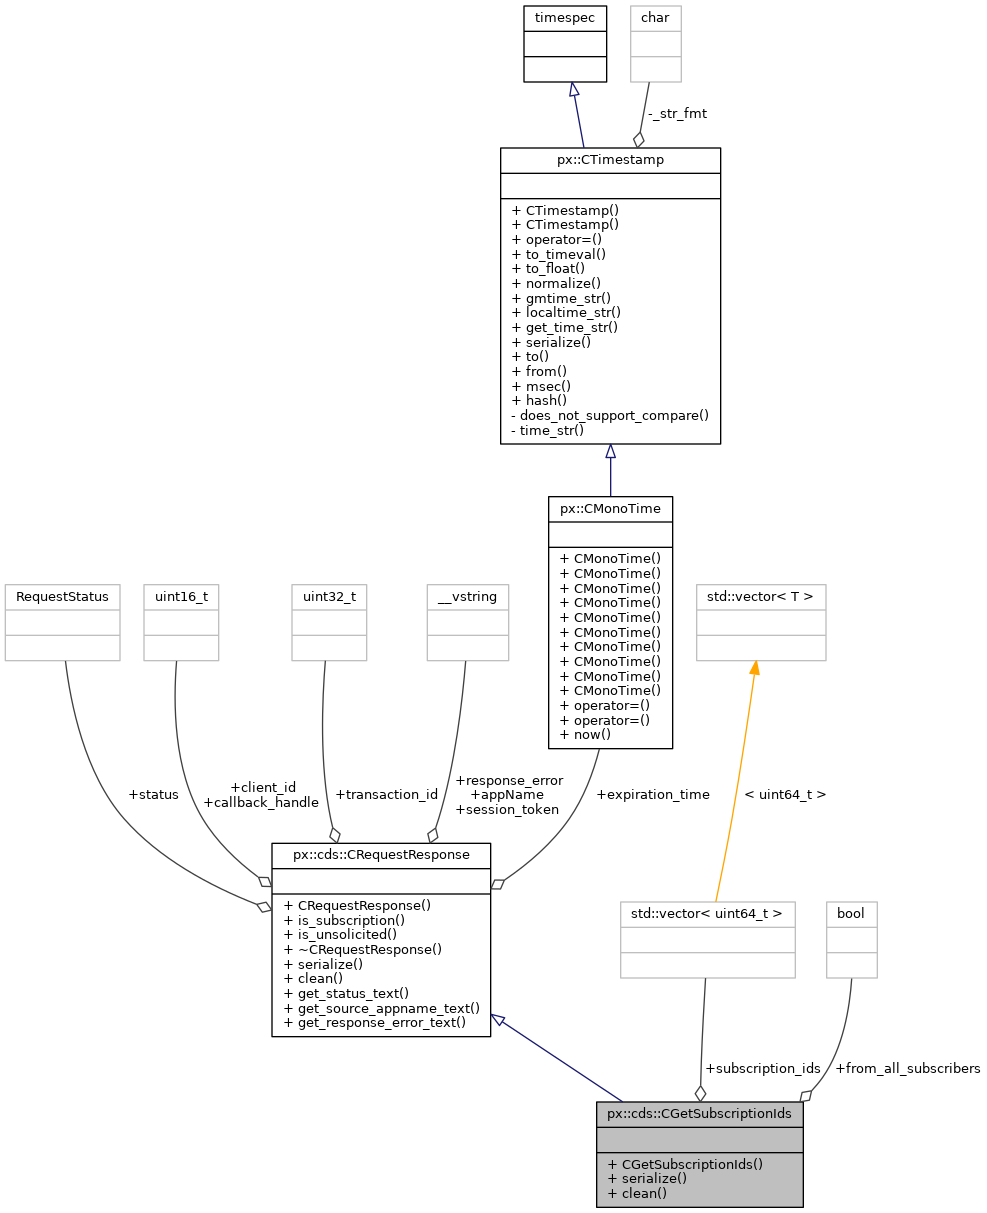 timespec
char
-_str_fmt
px::CTimestamp
+ CTimestamp()
+ CTimestamp()
+ operator=()
+ to_timeval()
+ to_float()
+ normalize()
+ gmtime_str()
+ localtime_str()
+ get_time_str()
+ serialize()
+ to()
+ from()
+ msec()
+ hash()
- does_not_support_compare()
- time_str()
px::CMonoTime
+ CMonoTime()
+ CMonoTime()
+ CMonoTime()
+ CMonoTime()
+ CMonoTime()
+ CMonoTime()
+ CMonoTime()
+ CMonoTime()
+ CMonoTime()
+ CMonoTime()
+ operator=()
+ operator=()
+ now()
RequestStatus
uint16_t
uint32_t
__vstring
std::vector< T >
+status
+client_id
+callback_handle
+transaction_id
+response_error
+appName
+session_token
+expiration_time
< uint64_t >
px::cds::CRequestResponse
+ CRequestResponse()
+ is_subscription()
+ is_unsolicited()
+ ~CRequestResponse()
+ serialize()
+ clean()
+ get_status_text()
+ get_source_appname_text()
+ get_response_error_text()
std::vector< uint64_t >
bool
+subscription_ids
+from_all_subscribers
px::cds::CGetSubscriptionIds
+ CGetSubscriptionIds()
+ serialize()
+ clean()